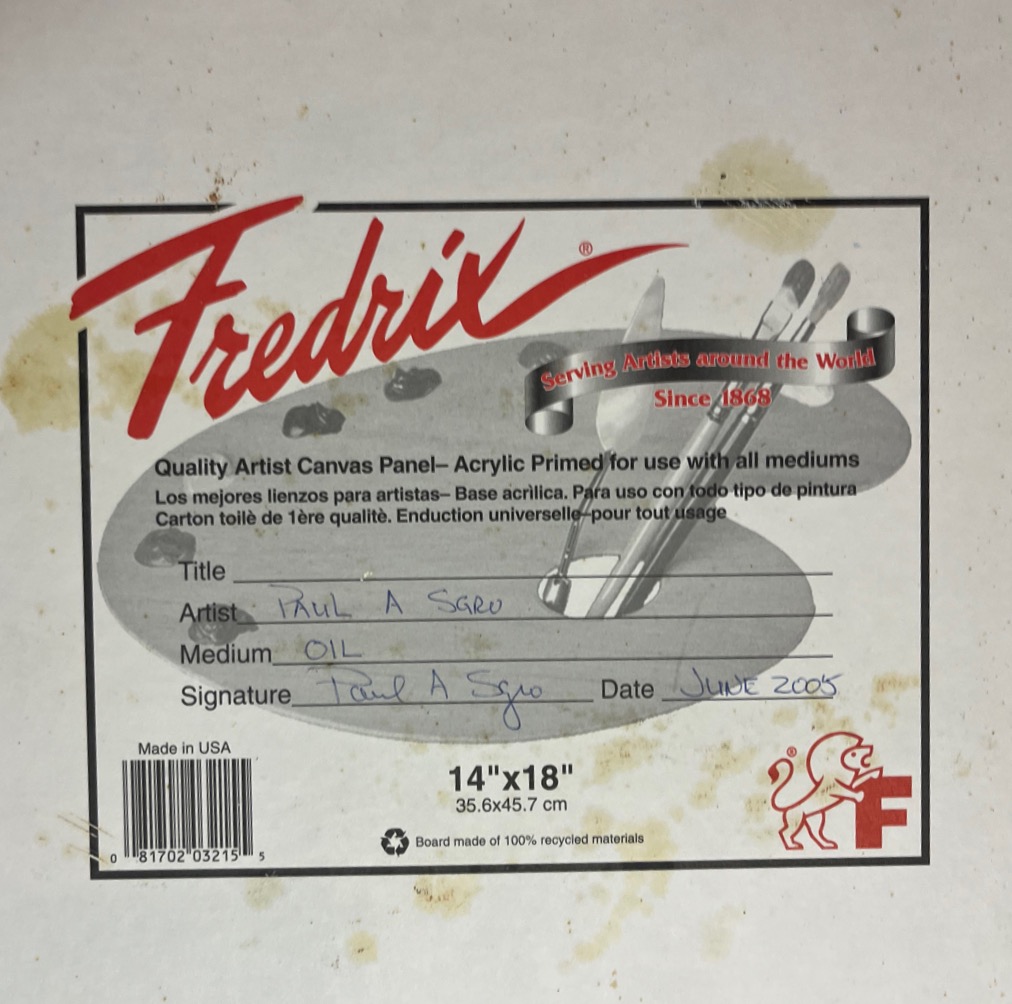 Fredrix®
Serving Artists around the World
Since 1868
Quality Artist Canvas Panel– Acrylic Primed for use with all mediums
Los mejores lienzos para artistas– Base acrìlica. Para uso con todo tipo de pintura
Carton toilè de 1ère qualitè. Enduction universelle–pour tout usage
Title
Artist PAUL A SGRO
Medium OIL
Signature Paul A Sgro Date JUNE 2005
Made in USA
0 81702 03215 5
14"x18"
35.6x45.7 cm
Board made of 100% recycled materials
® F